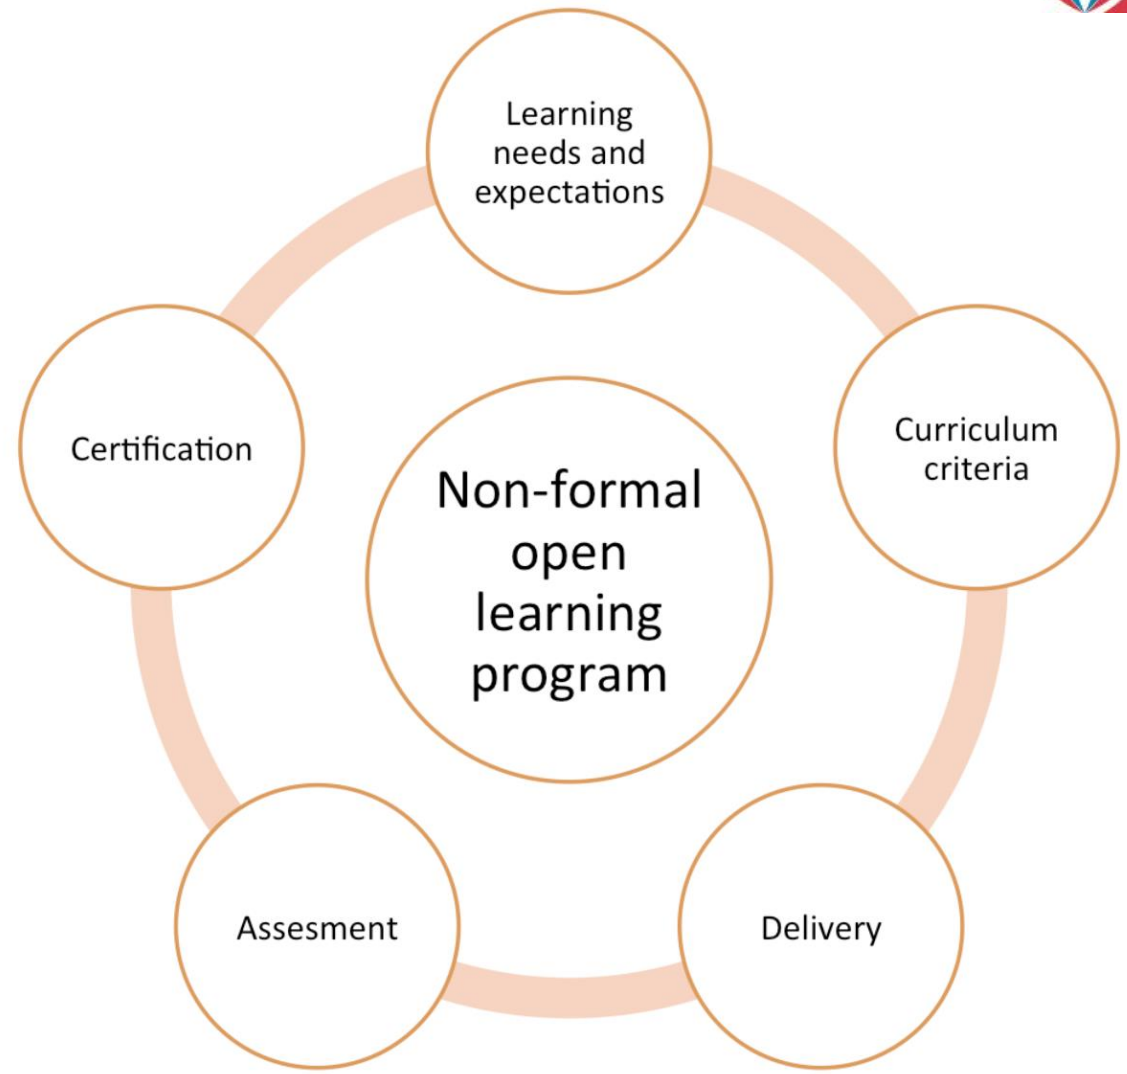 Learning
needs and
expectations
Curriculum
criteria
Certification
Non-formal
open
learning
program
Assesment
Delivery